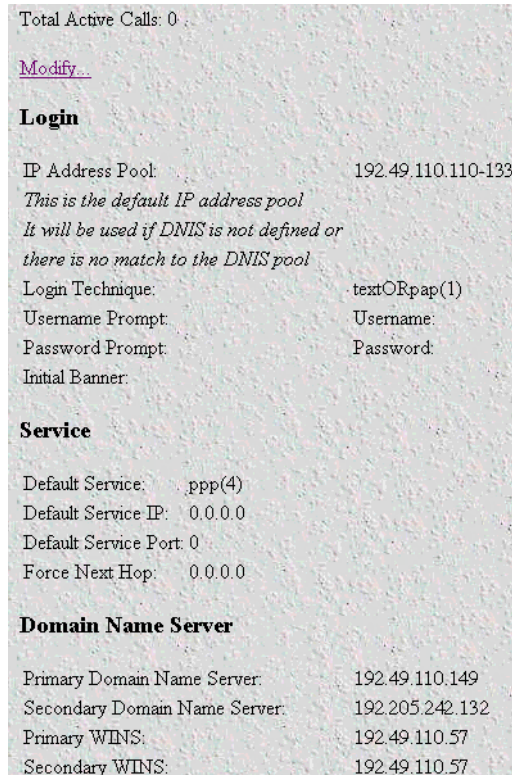 Total Active Calls: 0
Modify...
Login
IP Address Pool: 192.49.110.110-133
This is the default IP address pool
It will be used if DNIS is not defined or
there is no match to the DNIS pool
Login Technique: textORpap(1)
Username Prompt: Username:
Password Prompt: Password:
Initial Banner:
Service
Default Service: ppp(4)
Default Service IP: 0.0.0.0
Default Service Port: 0
Force Next Hop: 0.0.0.0
Domain Name Server
Primary Domain Name Server: 192.49.110.149
Secondary Domain Name Server: 192.205.242.132
Primary WINS: 192.49.110.57
Secondary WINS: 192.49.110.57